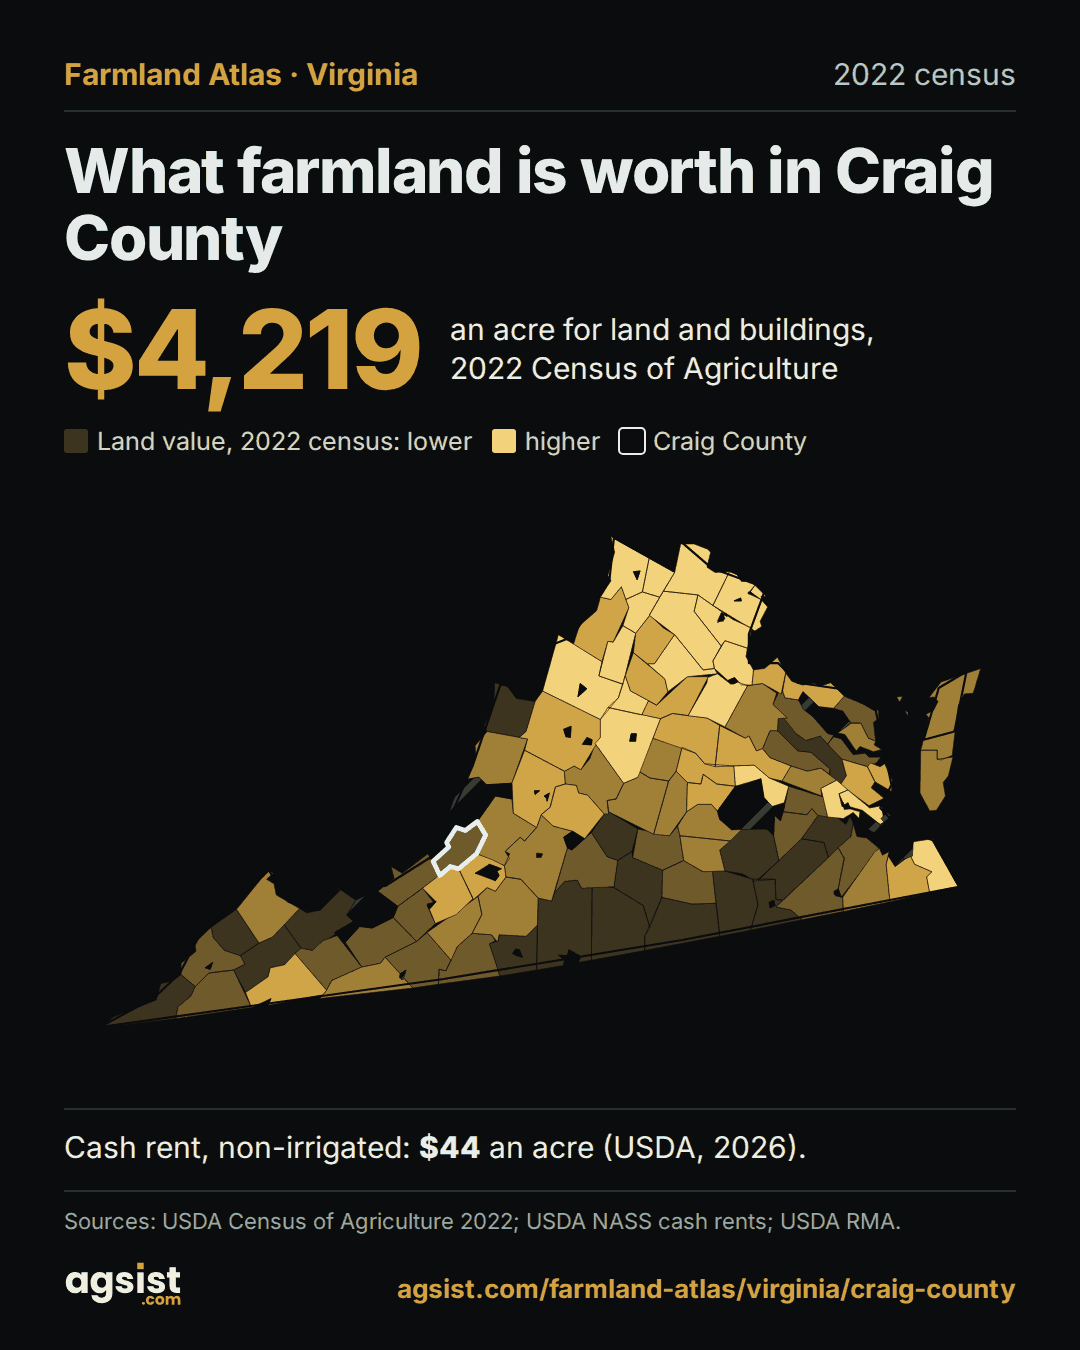 Farmland Atlas · Virginia
2022 census
What farmland is worth in Craig
County
$4,219
an acre for land and buildings,
2022 Census of Agriculture
Land value, 2022 census: lower
higher
Craig County
Cash rent, non-irrigated: $44 an acre (USDA, 2026).
Sources: USDA Census of Agriculture 2022; USDA NASS cash rents; USDA RMA.
agsist
.com
agsist.com/farmland-atlas/virginia/craig-county